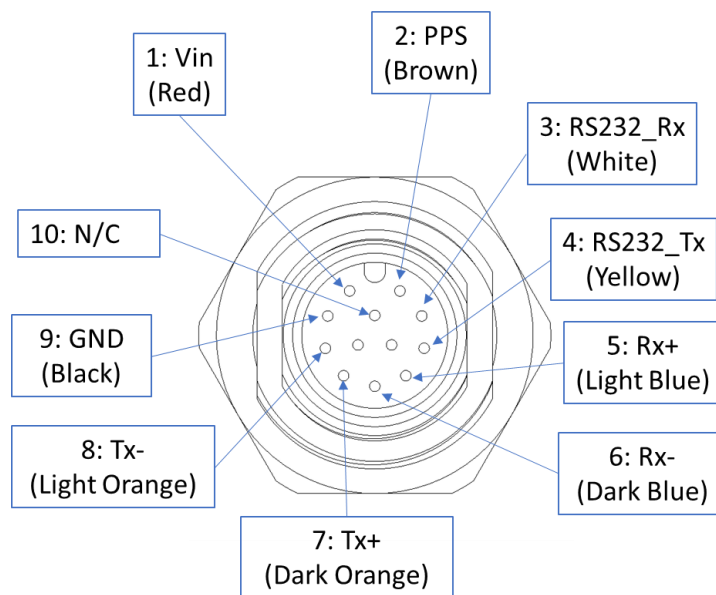 1: Vin
(Red)
2: PPS
(Brown)
3: RS232_Rx
(White)
10: N/C
4: RS232_Tx
(Yellow)
9: GND
(Black)
5: Rx+
(Light Blue)
8: Tx-
(Light Orange)
6: Rx-
(Dark Blue)
7: Tx+
(Dark Orange)